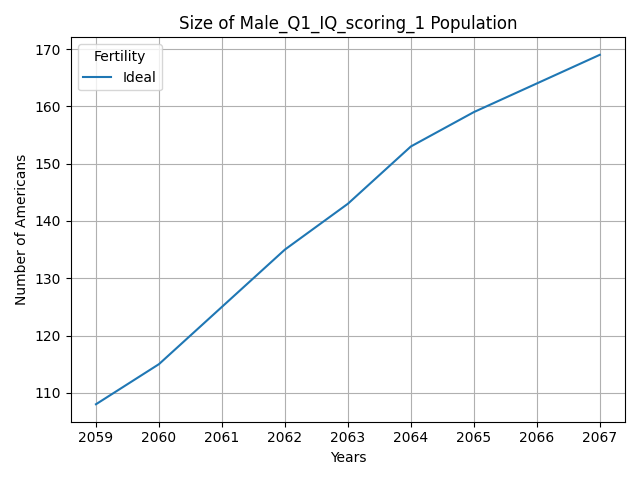 Size of Male_Q1_IQ_scoring_1 Population
Fertility
Ideal
Number of Americans
170
160
150
140
130
120
110
2059 2060 2061 2062 2063 2064 2065 2066 2067
Years